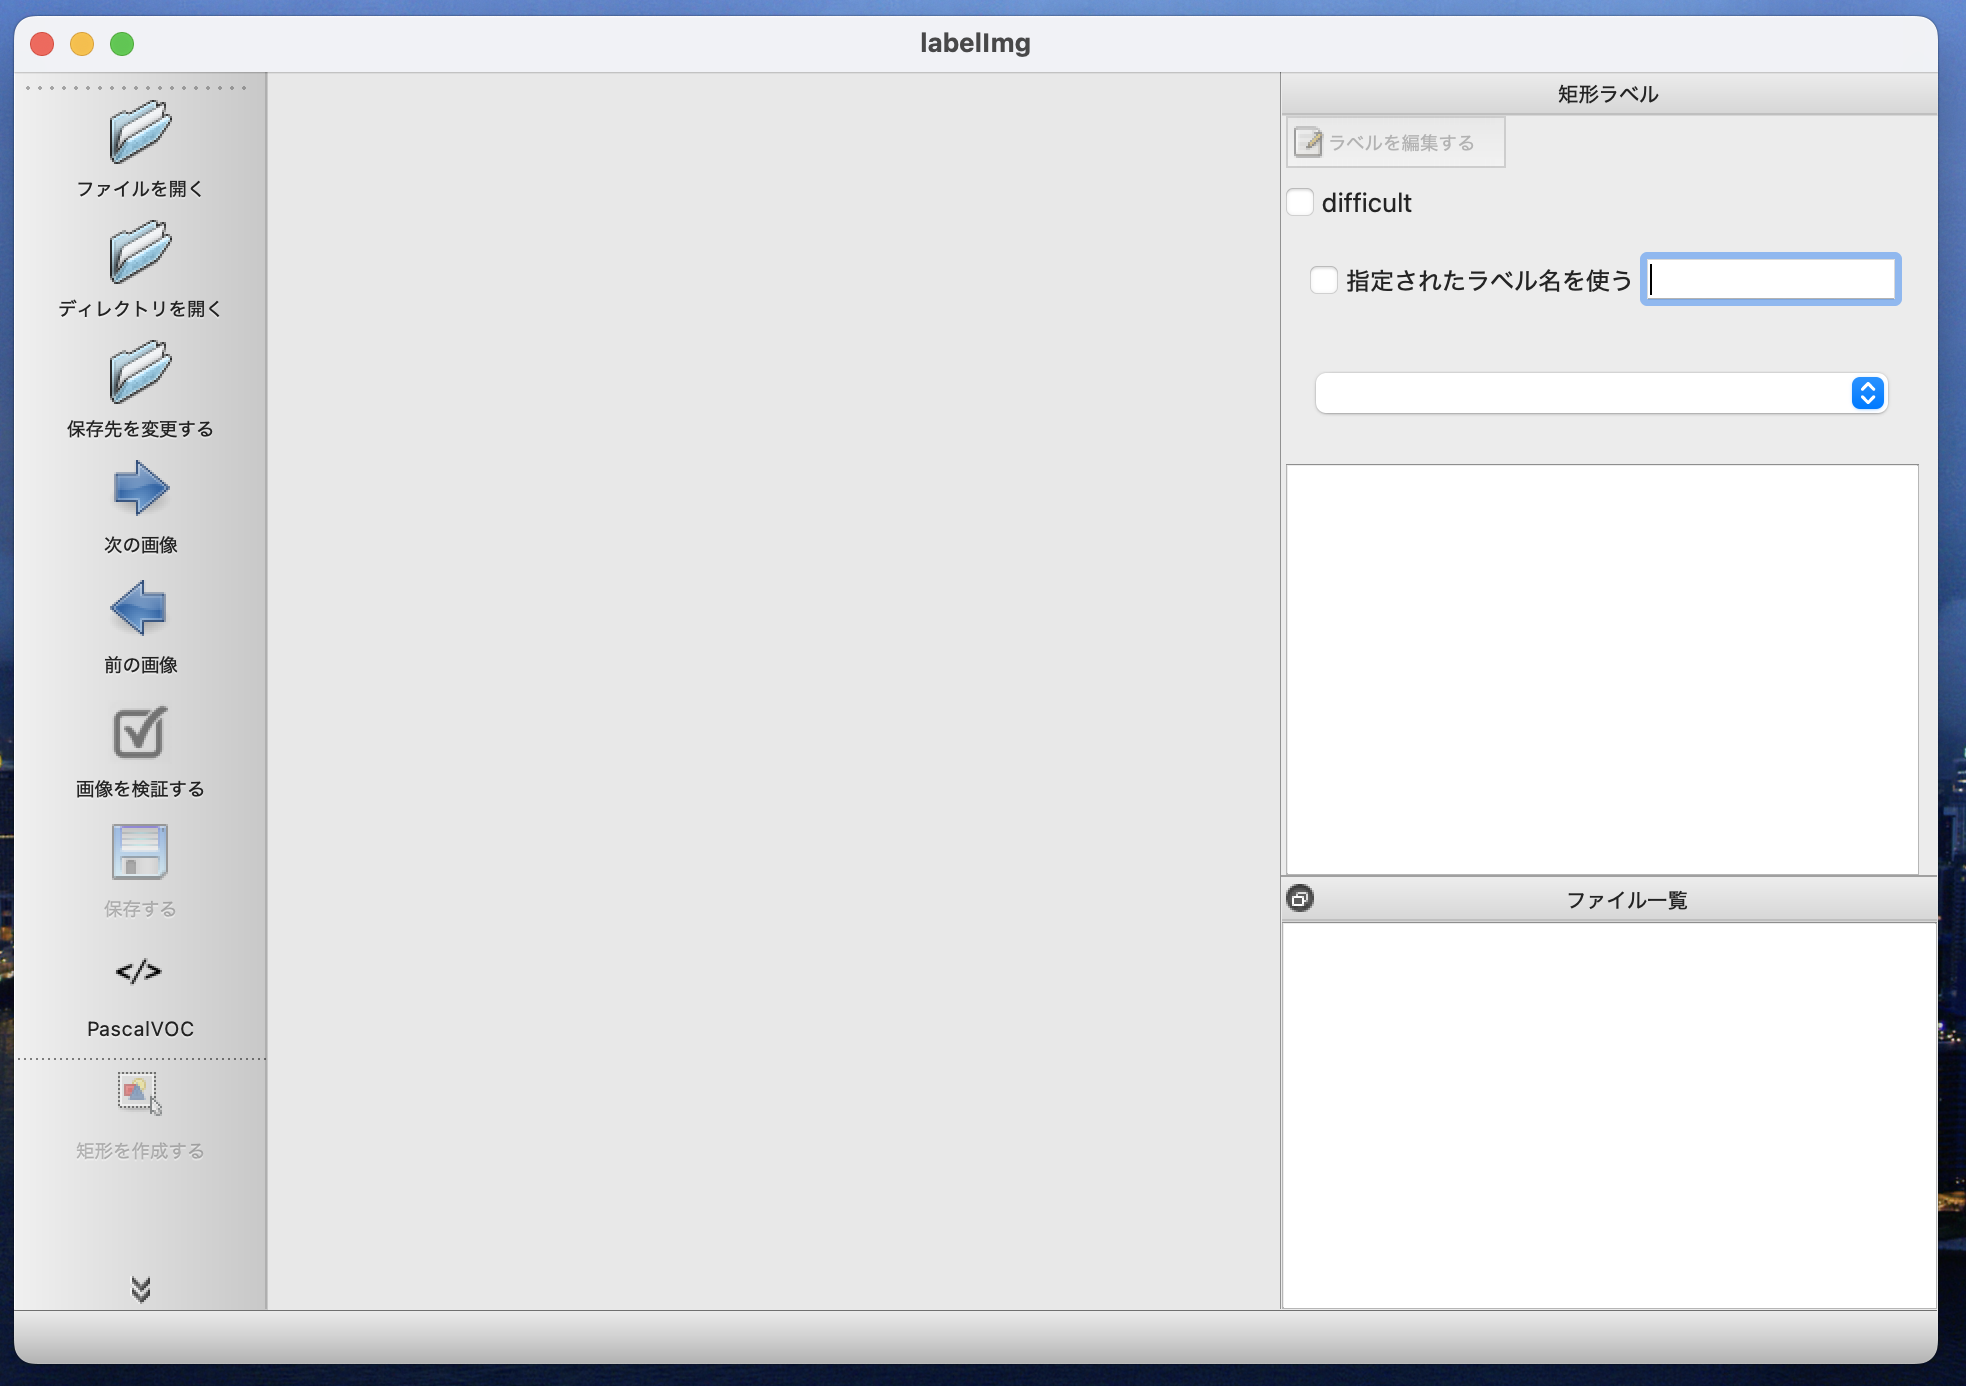 labelImg
ファイルを開く
ディレクトリを開く
保存先を変更する
次の画像
前の画像
画像を検証する
保存する
</>
PascalVOC
矩形を作成する
矩形ラベル
ラベルを編集する
difficult
指定されたラベル名を使う
ファイル一覧